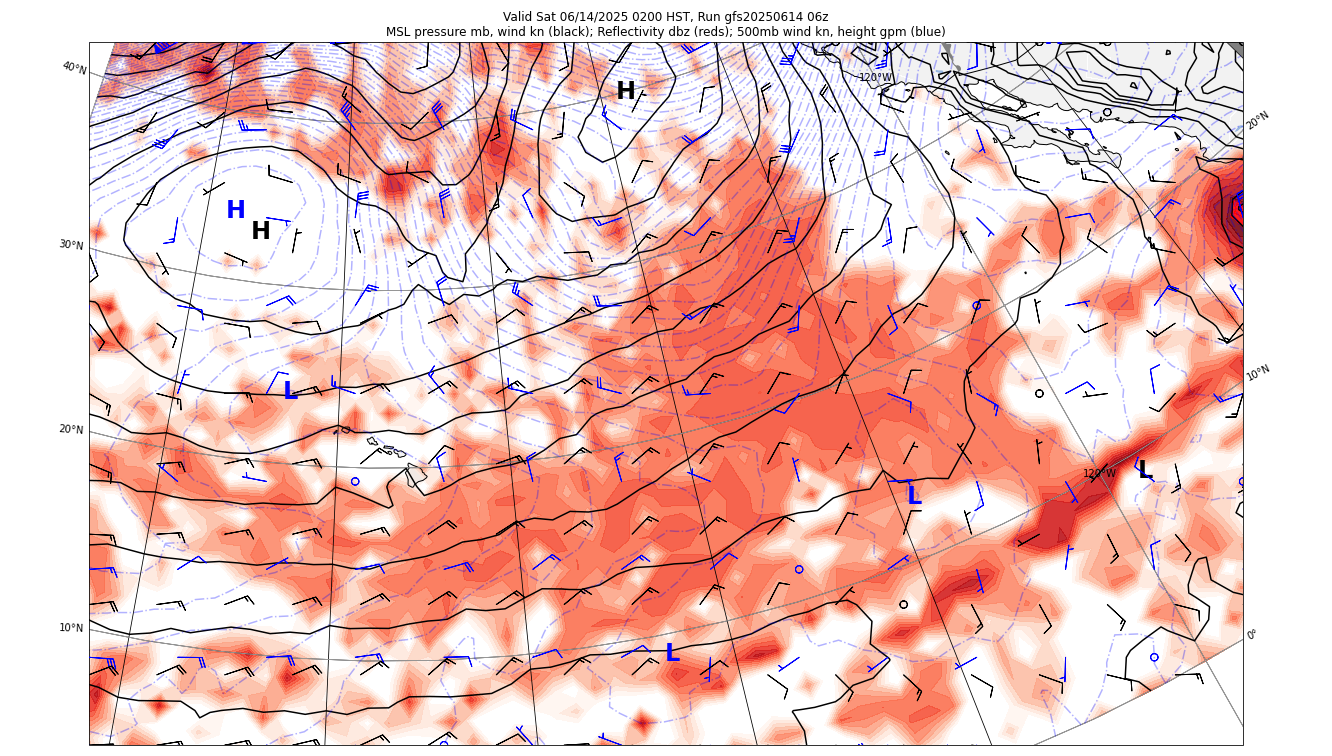 Valid Sat 06/14/2025 0200 HST, Run gfs20250614 06z
MSL pressure mb, wind kn (black); Reflectivity dbz (reds); 500mb wind kn, height gpm (blue)
40°N
120°W
H
20°N
H
H
30°N
10°N
L
20°N
L
120°W
L
10°N
0°
L